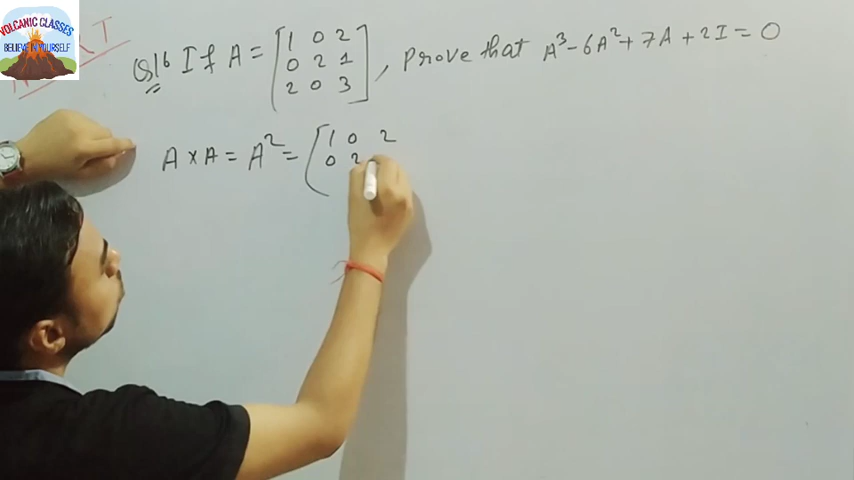 VOLCANIC CLASSES
BELIEVE IN YOURSELF
Q16 If A = [1 0 2
0 2 1
2 0 3], Prove that A³ - 6A² + 7A + 2I = 0
A × A = A² = [1 0 2
0 2